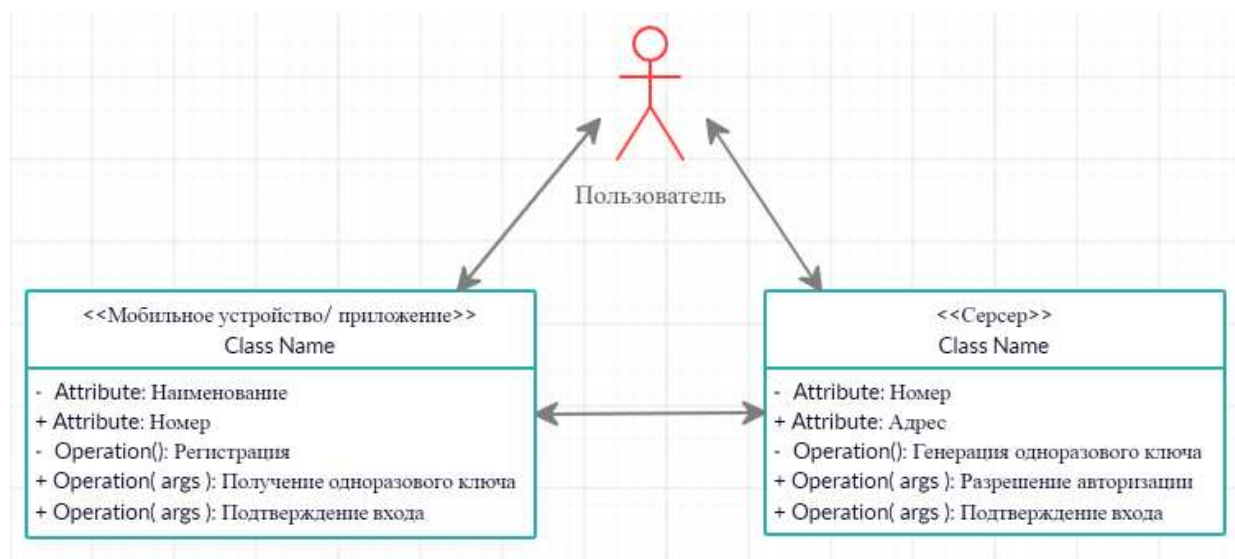 Пользователь
<<Мобильное устройство/ приложение>>
Class Name
- Attribute: Наименование
+ Attribute: Номер
- Operation(): Регистрация
+ Operation( args ): Получение одноразового ключа
+ Operation( args ): Подтверждение входа
<<Серсер>>
Class Name
- Attribute: Номер
+ Attribute: Адрес
- Operation(): Генерация одноразового ключа
+ Operation( args ): Разрешение авторизации
+ Operation( args ): Подтверждение входа